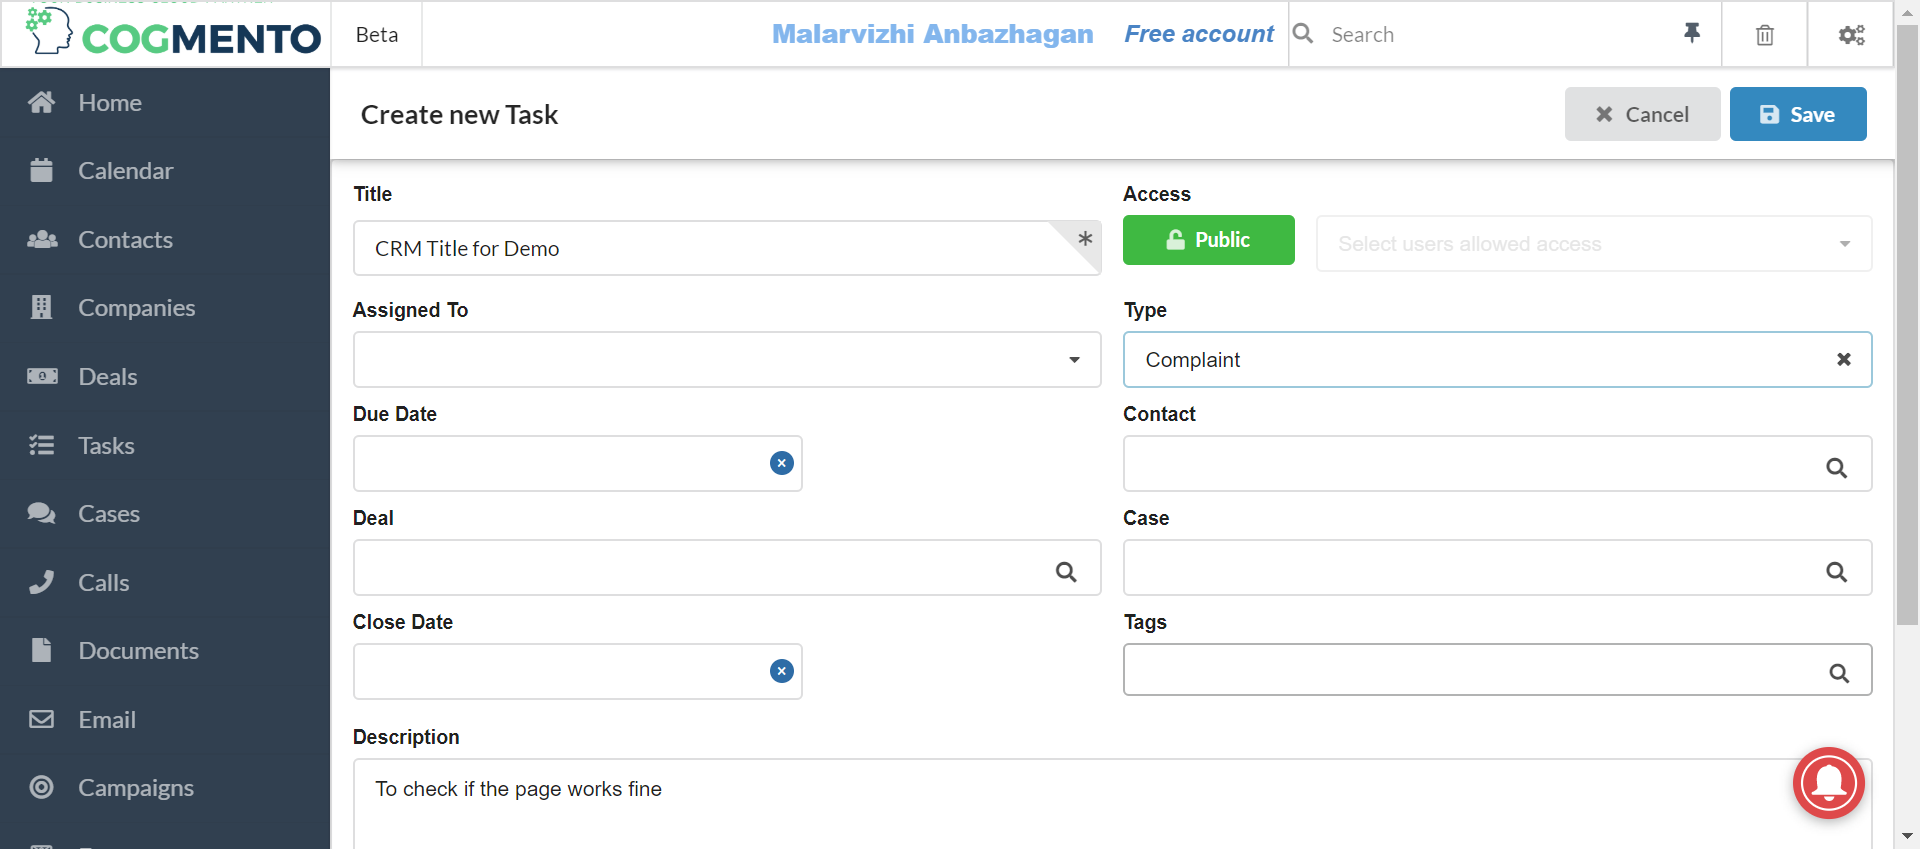 COGMENTO
Beta
Malarvizhi Anbazhagan
Free account
Search
Home
Calendar
Contacts
Companies
Deals
Tasks
Cases
Calls
Documents
Email
Campaigns
Create new Task
Cancel
Save
Title
CRM Title for Demo
*
Access
Public
Select users allowed access
Assigned To
Type
Complaint
Due Date
Contact
Deal
Case
Close Date
Tags
Description
To check if the page works fine